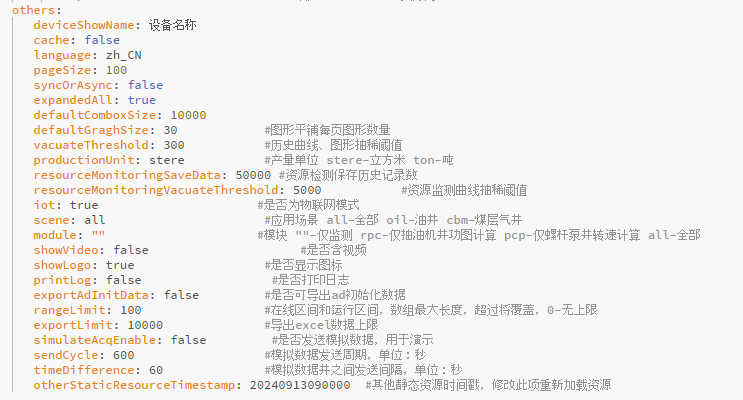 others:
deviceShowName: 设备名称
cache: false
language: zh_CN
pageSize: 100
syncOrAsync: false
expandedAll: true
defaultComboxSize: 10000
defaultGraghSize: 30 #图形平铺每页图形数量
vacuateThreshold: 300 #历史曲线、图形抽稀阈值
productionUnit: stere #产量单位 stere-立方米 ton-吨
resourceMonitoringSaveData: 50000 #资源检测保存历史记录数
resourceMonitoringVacuateThreshold: 5000 #资源监测曲线抽稀阈值
iot: true #是否为物联网模式
scene: all #应用场景 all-全部 oil-油井 cbm-煤层气井
module: "" #模块 ""-仅监测 rpc-仅抽油机井功图计算 pcp-仅螺杆泵井转速计算 all-全部
showVideo: false #是否含视频
showLogo: true #是否显示图标
printLog: false #是否打印日志
exportAdInitData: false #是否可导出ad初始化数据
rangeLimit: 100 #在线区间和运行区间，数组最大长度，超过将覆盖，0-无上限
exportLimit: 10000 #导出excel数据上限
simulateAcqEnable: false #是否发送模拟数据，用于演示
sendCycle: 600 #模拟数据发送周期，单位：秒
timeDifference: 60 #模拟数据井之间发送间隔，单位：秒
otherStaticResourceTimestamp: 20240913090000 #其他静态资源时间戳，修改此项重新加载资源